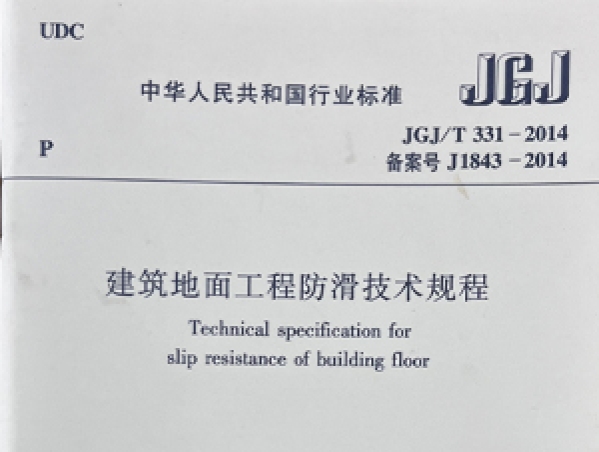 UDC
JGJ
中华人民共和国行业标准
JGJ/T 331-2014
P
备案号 J1843-2014
建筑地面工程防滑技术规程
Technical specification for
slip resistance of building floor